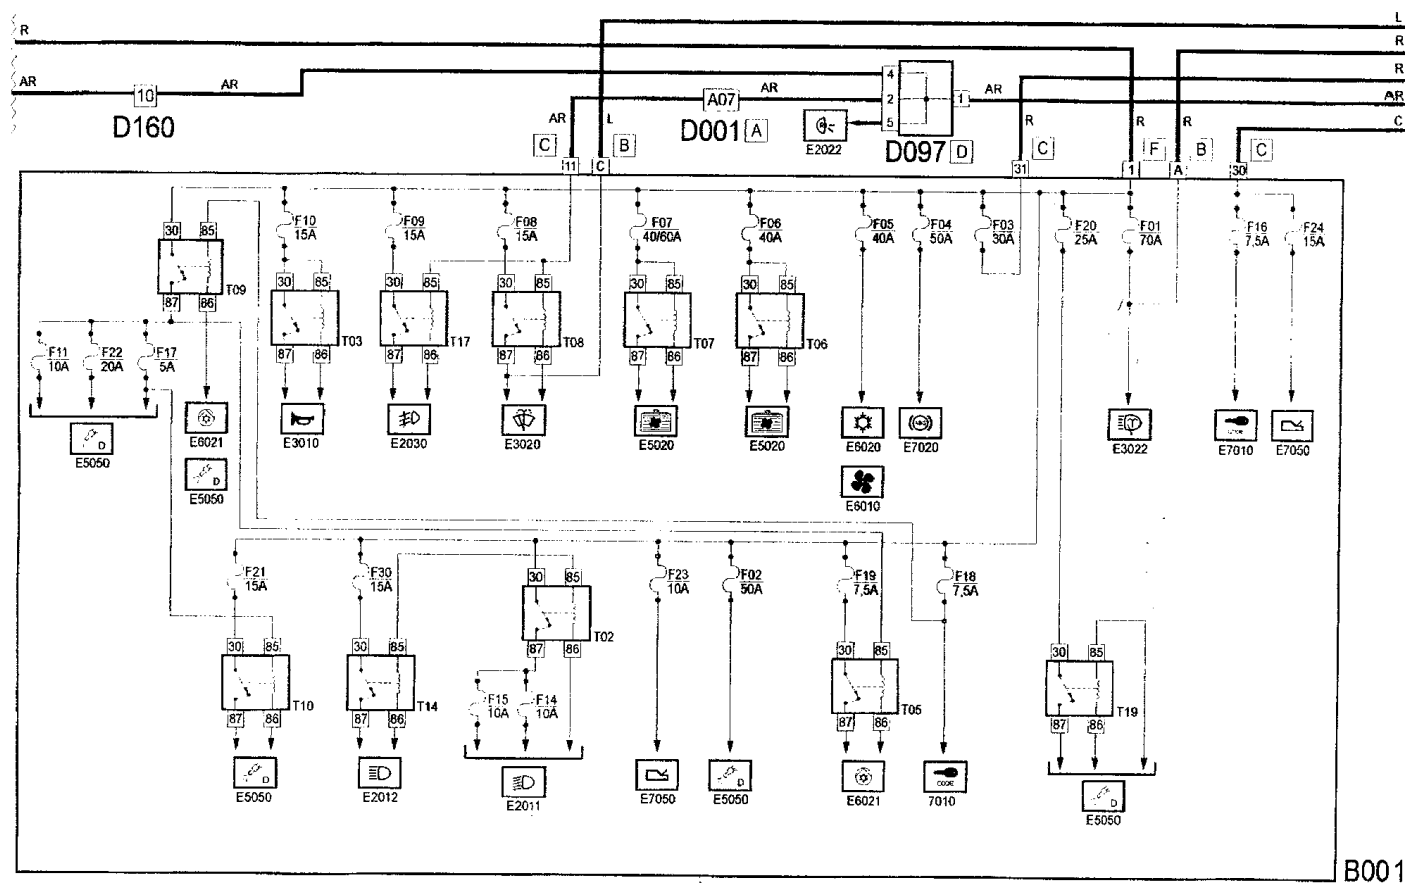 R L
R
AR 10 AR AR A07 AR 4 2 5 1 AR R
AR
D160 D001 A E2022 D097 D C
AR L R R R
C B C F B C
11 C 31 1 A 30
30 85 F10 15A F09 15A F08 15A F07 40/60A F06 40A F05 40A F04 50A F03 30A F20 25A F01 70A F16 7,5A F24 15A
T09
87 86
30 85 30 85 30 85 30 85 30 85
F11 10A F22 20A F17 5A
T03 T17 T08 T07 T06
87 86 87 86 87 86 87 86 87 86
D E6021 E3010 E2030 E3020 E5020 E5020 E6020 E7020 E3022 CODE E7010 E7050
E5050
D
E5050 E6010
F21 15A F30 15A 30 85 F23 10A F02 50A F19 7,5A F18 7,5A
T02
87 86
30 85 30 85 30 85 30 85
F15 10A F14 10A
T10 T14 T05 T19
87 86 87 86 87 86 87 86
D CODE
E5050 E2012 E2011 E7050 D E5050 E6021 7010 D
E5050
B001